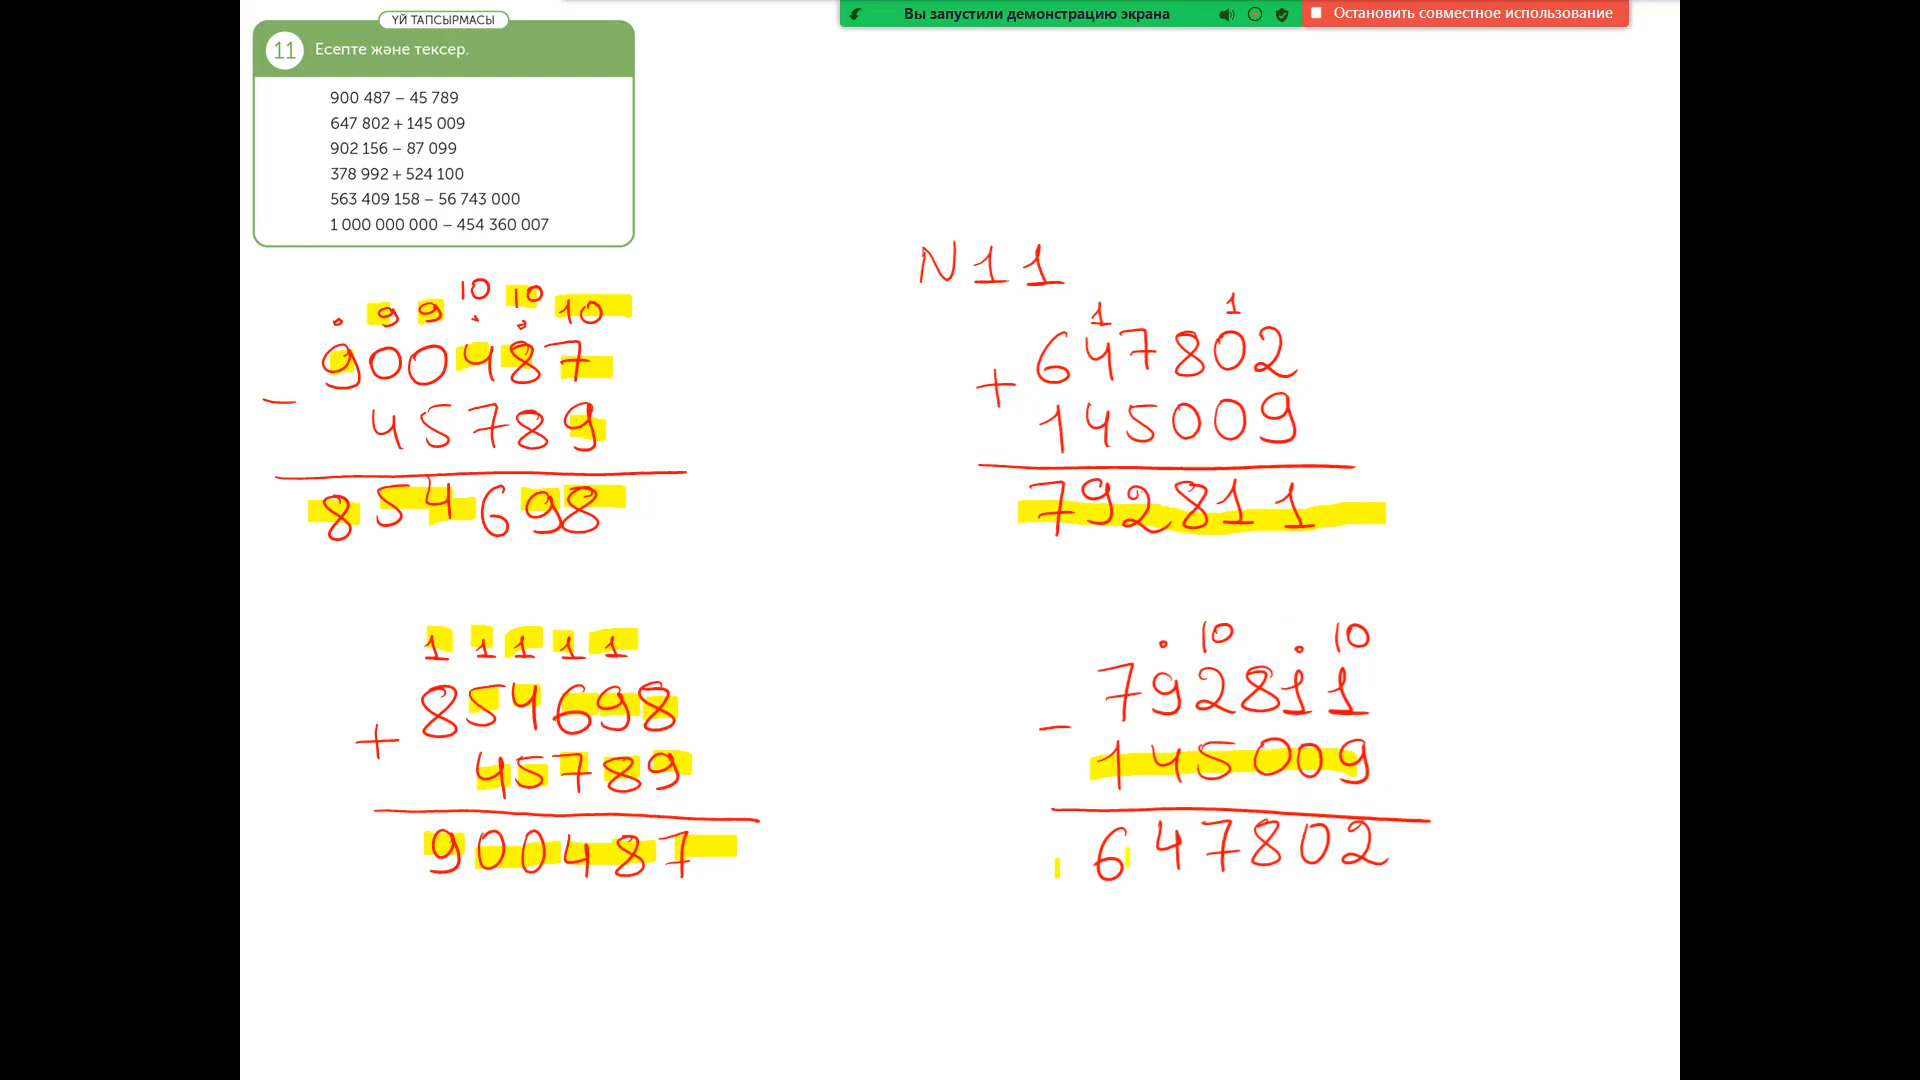 Вы запустили демонстрацию экрана
Остановить совместное использование
ҮЙ ТАПСЫРМАСЫ
11 Есепте және тексер.
900 487 – 45 789
647 802 + 145 009
902 156 – 87 099
378 992 + 524 100
563 409 158 – 56 743 000
1 000 000 000 – 454 360 007
N11
. 9 9 10 10 10
. .
900487
–
45789
854698
1 1
647802
+
145009
792811
1 1 1 1 1
854698
+
45789
900487
. 10 . 10
792811
–
145009
647802